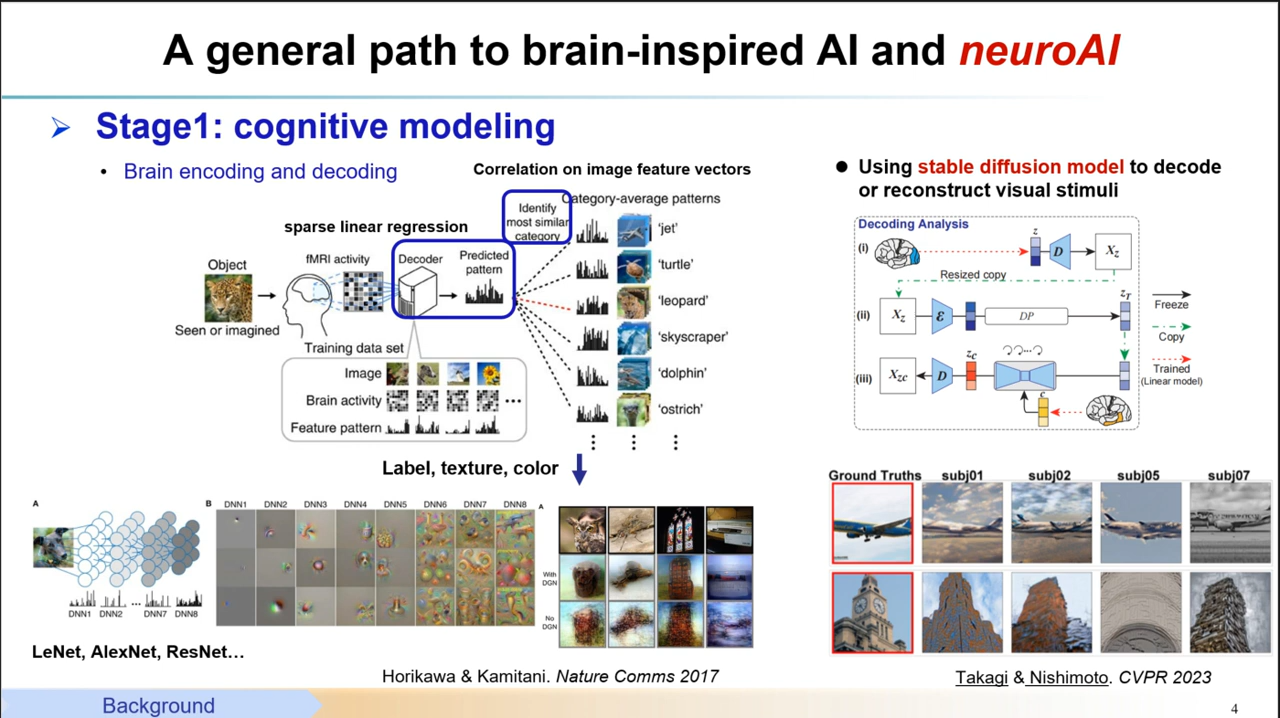 A general path to brain-inspired AI and neuroAI
Stage1: cognitive modeling
• Brain encoding and decoding
Correlation on image feature vectors
sparse linear regression
Object
Seen or imagined
fMRI activity
Decoder
Predicted
pattern
Identify
most similar
category
Category-average patterns
'jet'
'turtle'
'leopard'
'skyscraper'
'dolphin'
'ostrich'
Training data set
Image
Brain activity
Feature pattern
Label, texture, color
A
DNN1 DNN2 ... DNN7 DNN8
LeNet, AlexNet, ResNet…
B
DNN1 DNN2 DNN3 DNN4 DNN5 DNN6 DNN7 DNN8
A
With
DGN
No
DGN
Horikawa & Kamitani. Nature Comms 2017
● Using stable diffusion model to decode
or reconstruct visual stimuli
Decoding Analysis
(i)
z
D
Xz
Resized copy
(ii)
Xz
ε
DP
zT
(iii)
Xzc
D
zc
c
Freeze
Copy
Trained
(Linear model)
Ground Truths subj01 subj02 subj05 subj07
Takagi & Nishimoto. CVPR 2023
Background
4